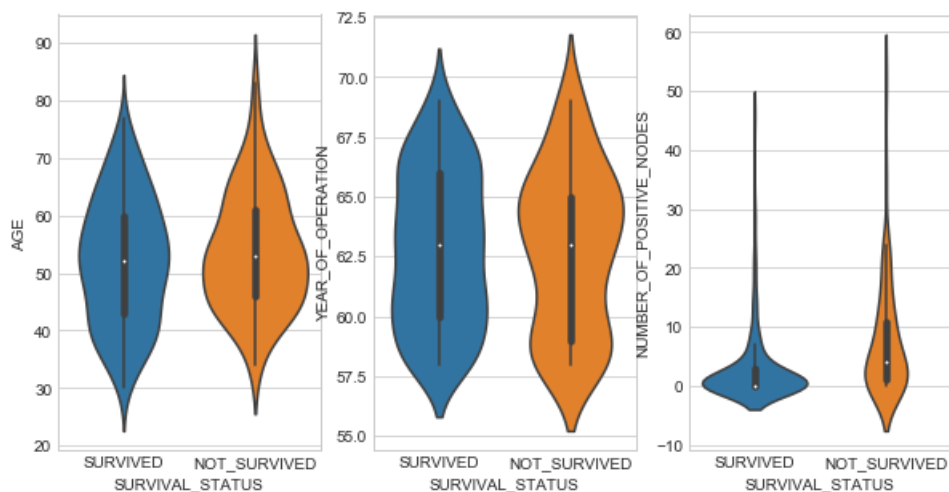 AGE
90
80
70
60
50
40
30
20
SURVIVED NOT_SURVIVED
SURVIVAL_STATUS
YEAR_OF_OPERATION
72.5
70.0
67.5
65.0
62.5
60.0
57.5
55.0
SURVIVED NOT_SURVIVED
SURVIVAL_STATUS
NUMBER_OF_POSITIVE_NODES
60
50
40
30
20
10
0
−10
SURVIVED NOT_SURVIVED
SURVIVAL_STATUS